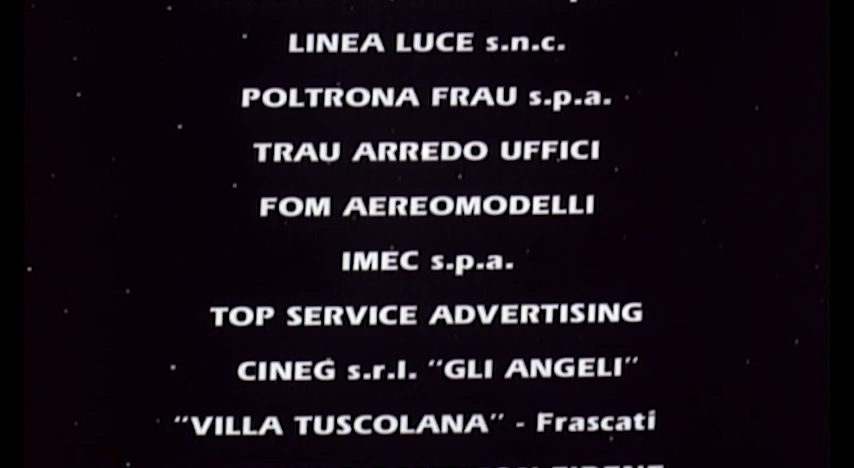 LINEA LUCE s.n.c.
POLTRONA FRAU s.p.a.
TRAU ARREDO UFFICI
FOM AEREOMODELLI
IMEC s.p.a.
TOP SERVICE ADVERTISING
CINEG s.r.l. "GLI ANGELI"
"VILLA TUSCOLANA" - Frascati